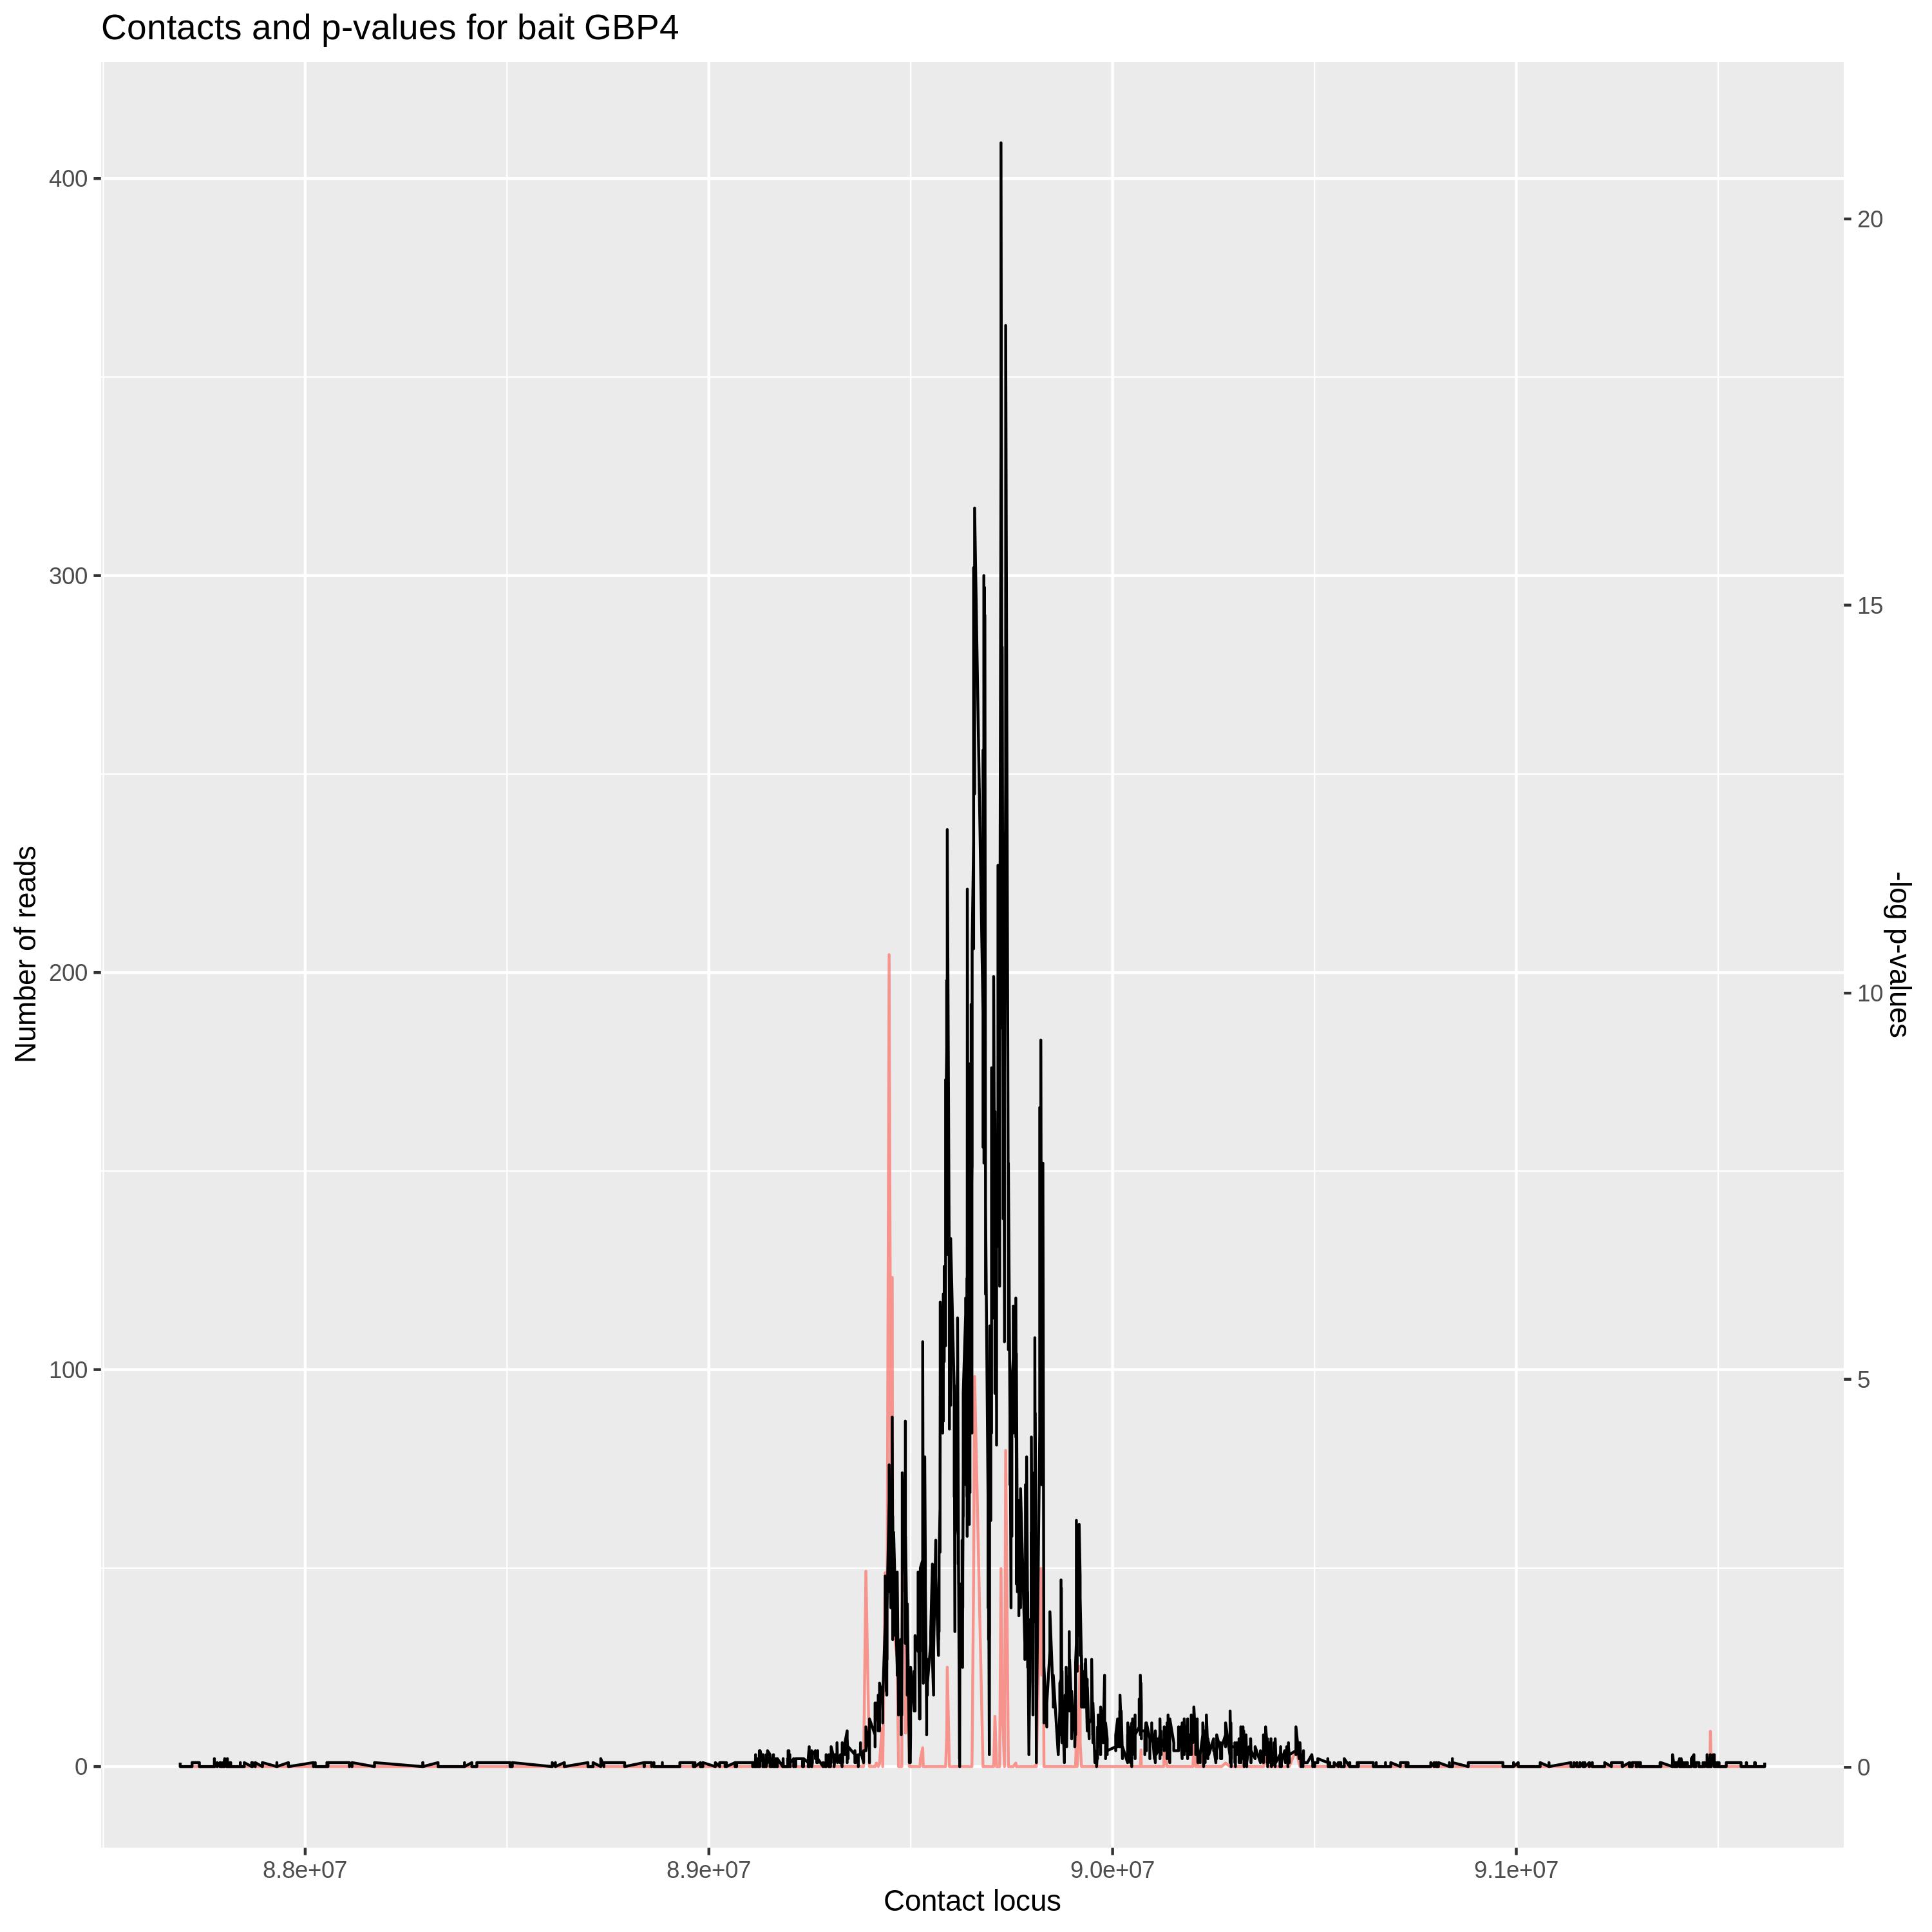 Contacts and p-values for bait GBP4
Number of reads
400
300
200
100
0
20
15
10
5
0
-log p-values
8.8e+07
8.9e+07
9.0e+07
9.1e+07
Contact locus